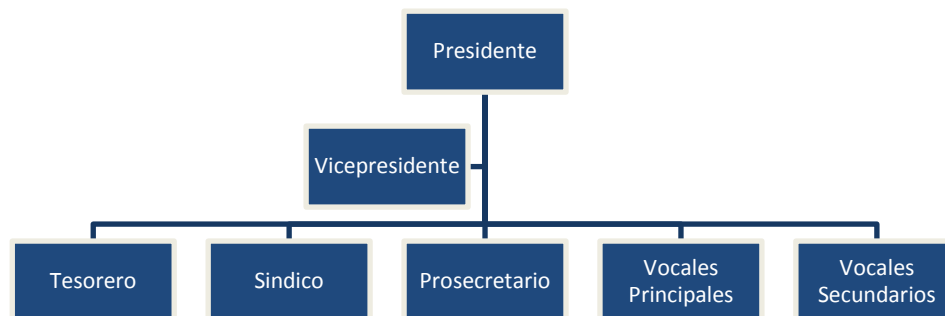 Presidente
Vicepresidente
Tesorero
Sindico
Prosecretario
Vocales
Principales
Vocales
Secundarios